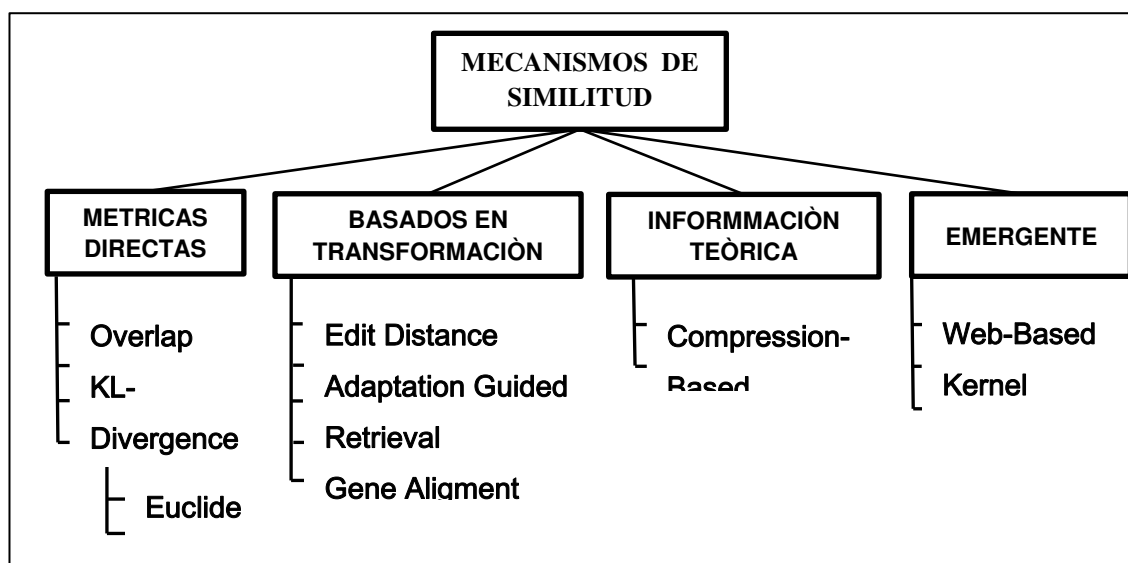 MECANISMOS DE
SIMILITUD
METRICAS
DIRECTAS
Overlap
KL-
Divergence
Euclide
BASADOS EN
TRANSFORMACIÒN
Edit Distance
Adaptation Guided
Retrieval
Gene Aligment
INFORMMACIÒN
TEÒRICA
Compression-
Based
EMERGENTE
Web-Based
Kernel